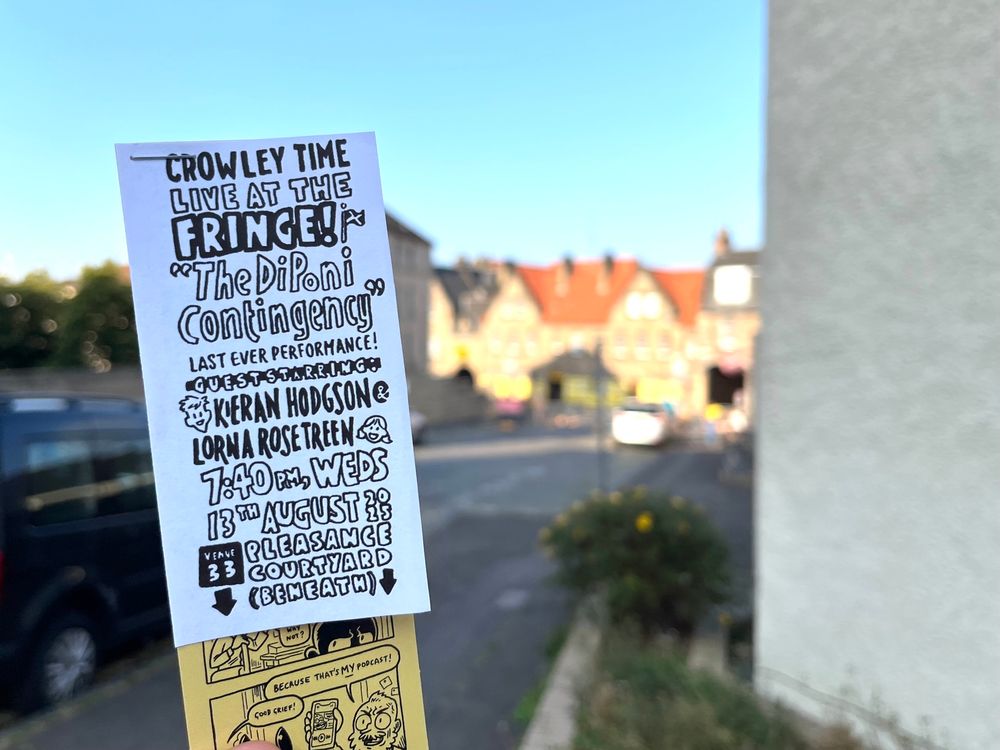 CROWLEY TIME
LIVE AT THE
FRINGE!
"The DiPoni
Contingency"
LAST EVER PERFORMANCE!
GUEST STARRING:
KIERAN HODGSON &
LORNA ROSE TREEN
7:40 PM, WEDS
13TH AUGUST 2025
VENUE 33
PLEASANCE
COURTYARD
(BENEATH)
WHY NOT?
BECAUSE THAT'S MY PODCAST!
GOOD GRIEF!